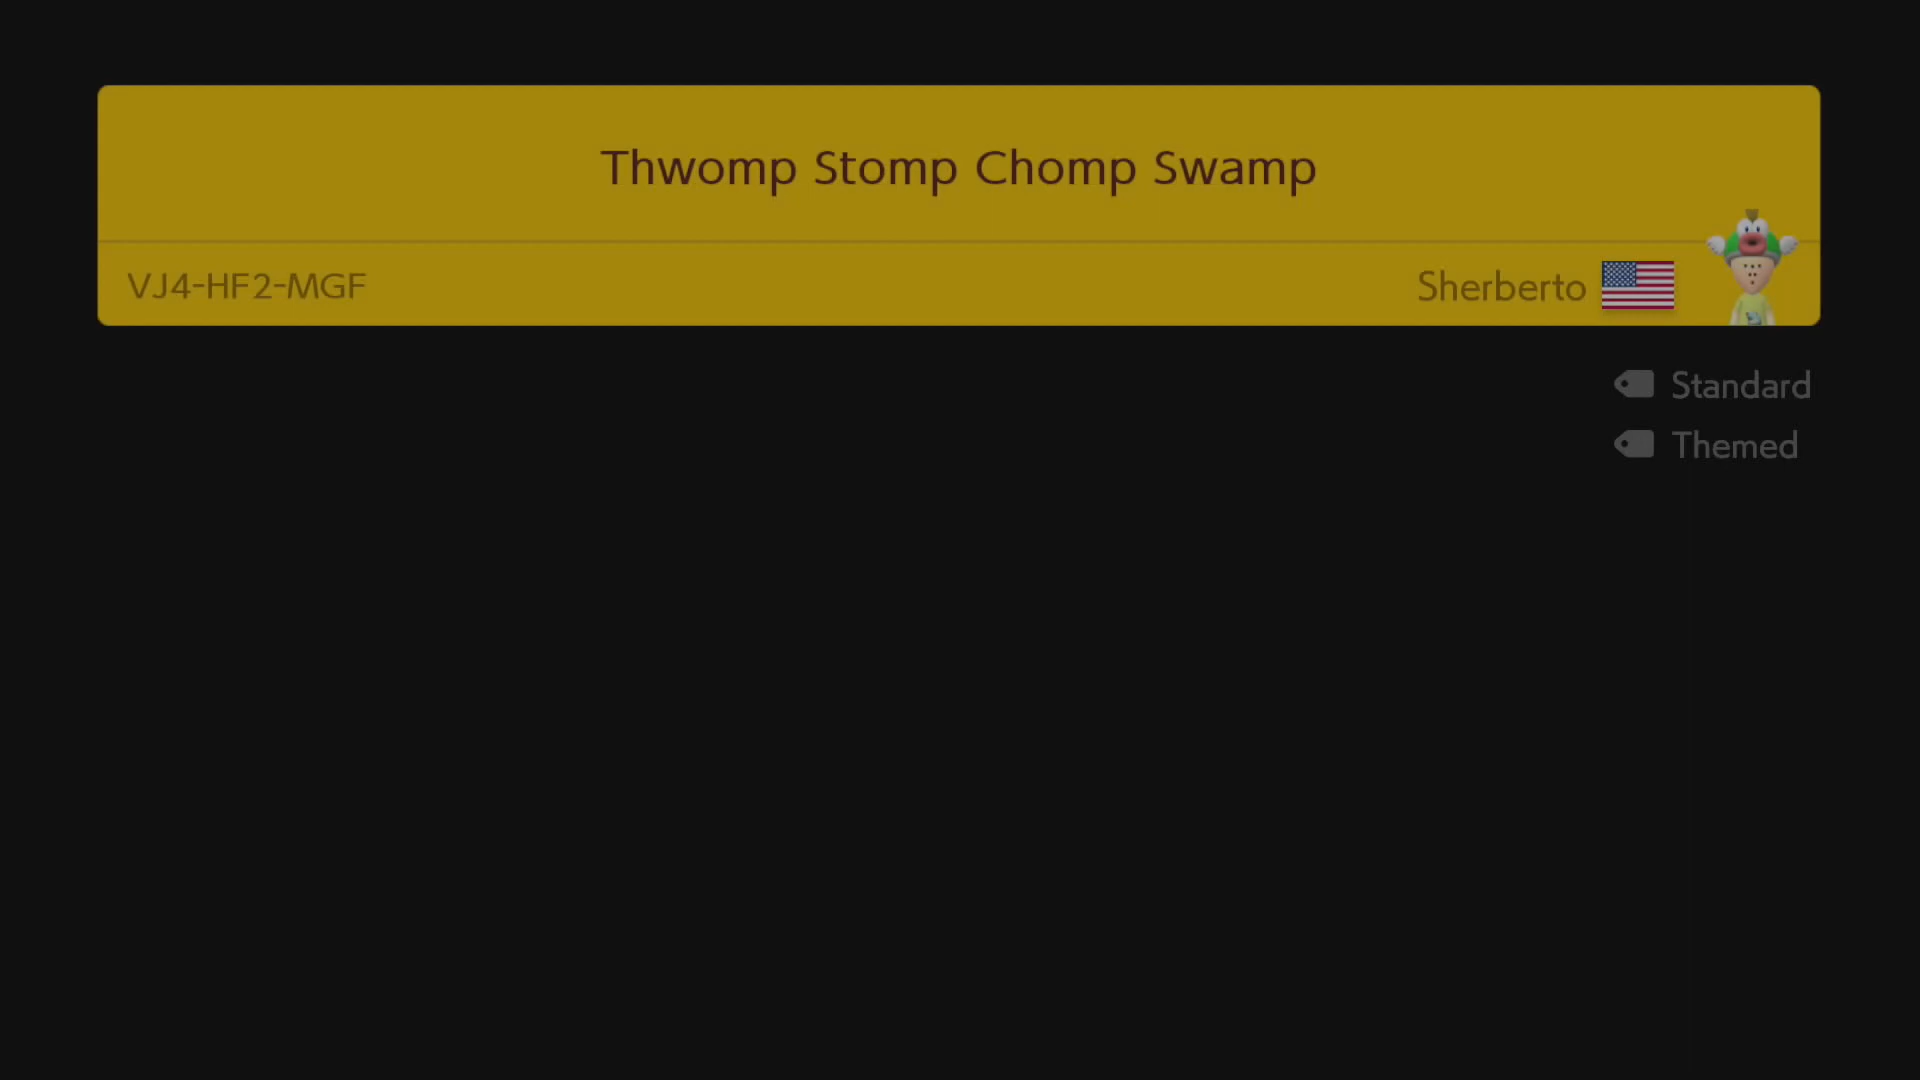 Thwomp Stomp Chomp Swamp
VJ4-HF2-MGF
Sherberto
Standard
Themed